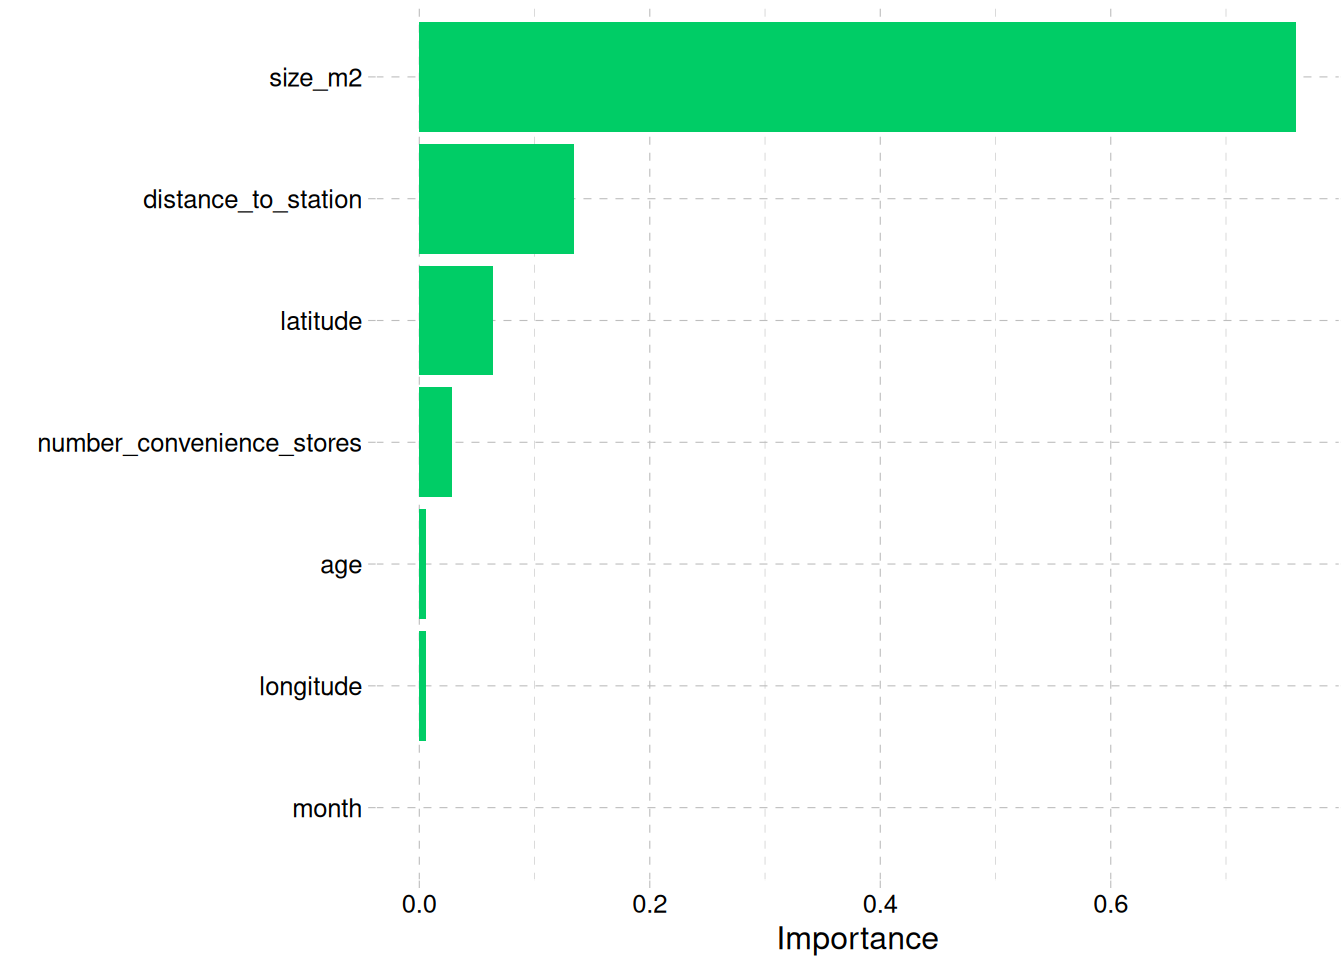 size_m2
distance_to_station
latitude
number_convenience_stores
age
longitude
month
0.0 0.2 0.4 0.6
Importance